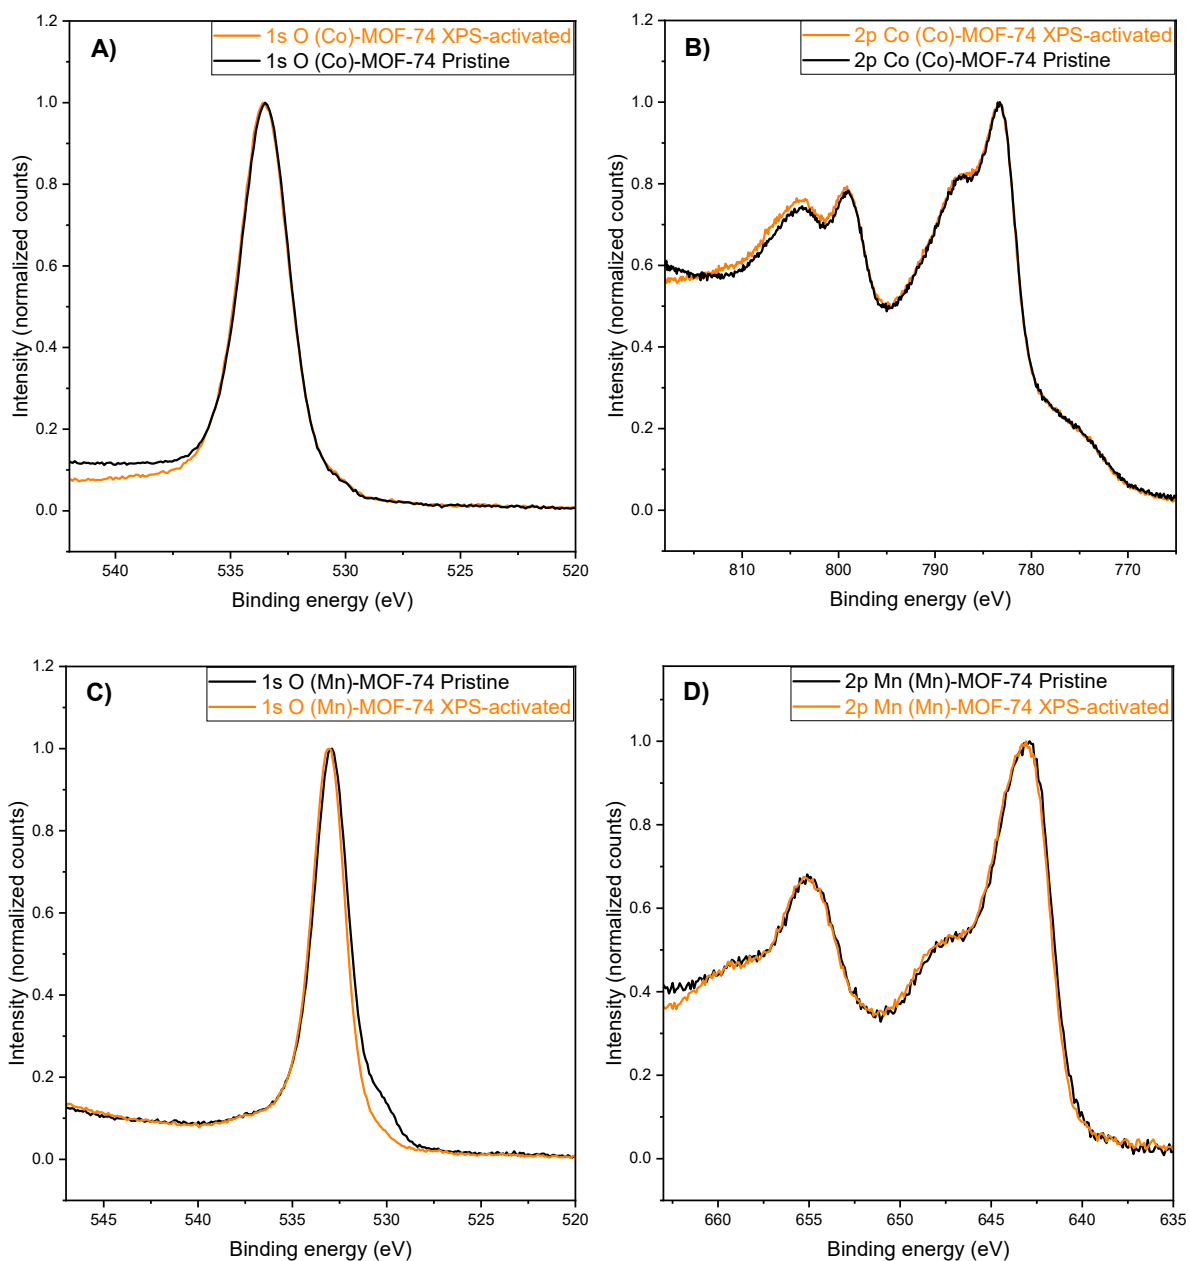 A)
1s O (Co)-MOF-74 XPS-activated
1s O (Co)-MOF-74 Pristine
Intensity (normalized counts)
1.2
1.0
0.8
0.6
0.4
0.2
0.0
540 535 530 525 520
Binding energy (eV)
B)
2p Co (Co)-MOF-74 XPS-activated
2p Co (Co)-MOF-74 Pristine
Intensity (normalized counts)
1.2
1.0
0.8
0.6
0.4
0.2
0.0
810 800 790 780 770
Binding energy (eV)
C)
1s O (Mn)-MOF-74 Pristine
1s O (Mn)-MOF-74 XPS-activated
Intensity (normalized counts)
1.2
1.0
0.8
0.6
0.4
0.2
0.0
545 540 535 530 525 520
Binding energy (eV)
D)
2p Mn (Mn)-MOF-74 Pristine
2p Mn (Mn)-MOF-74 XPS-activated
Intensity (normalized counts)
1.0
0.8
0.6
0.4
0.2
0.0
660 655 650 645 640 635
Binding energy (eV)